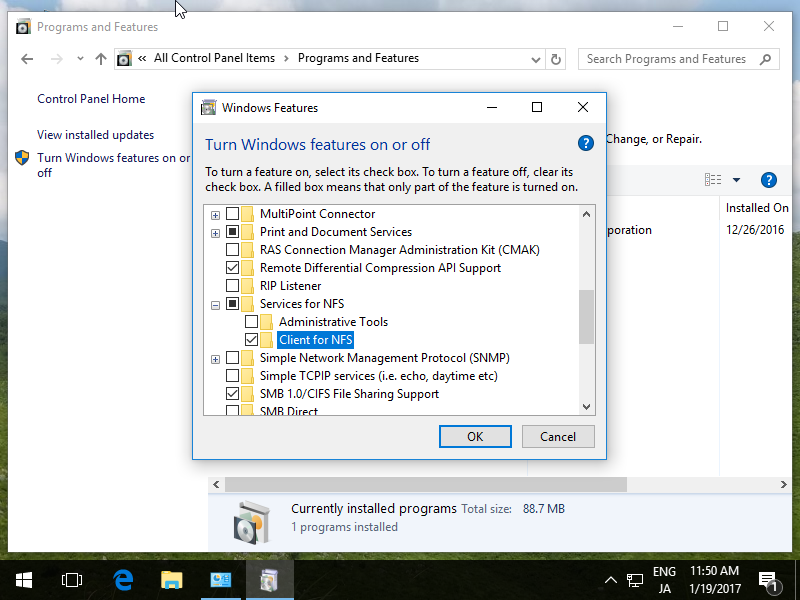 Programs and Features
« All Control Panel Items > Programs and Features
Search Programs and Features
Control Panel Home
View installed updates
Turn Windows features on or
off
Change, or Repair.
Installed On
poration
12/26/2016
Windows Features
Turn Windows features on or off
To turn a feature on, select its check box. To turn a feature off, clear its
check box. A filled box means that only part of the feature is turned on.
MultiPoint Connector
Print and Document Services
RAS Connection Manager Administration Kit (CMAK)
Remote Differential Compression API Support
RIP Listener
Services for NFS
Administrative Tools
Client for NFS
Simple Network Management Protocol (SNMP)
Simple TCPIP services (i.e. echo, daytime etc)
SMB 1.0/CIFS File Sharing Support
SMB Direct
OK
Cancel
Currently installed programs Total size: 88.7 MB
1 programs installed
ENG
JA
11:50 AM
1/19/2017
1